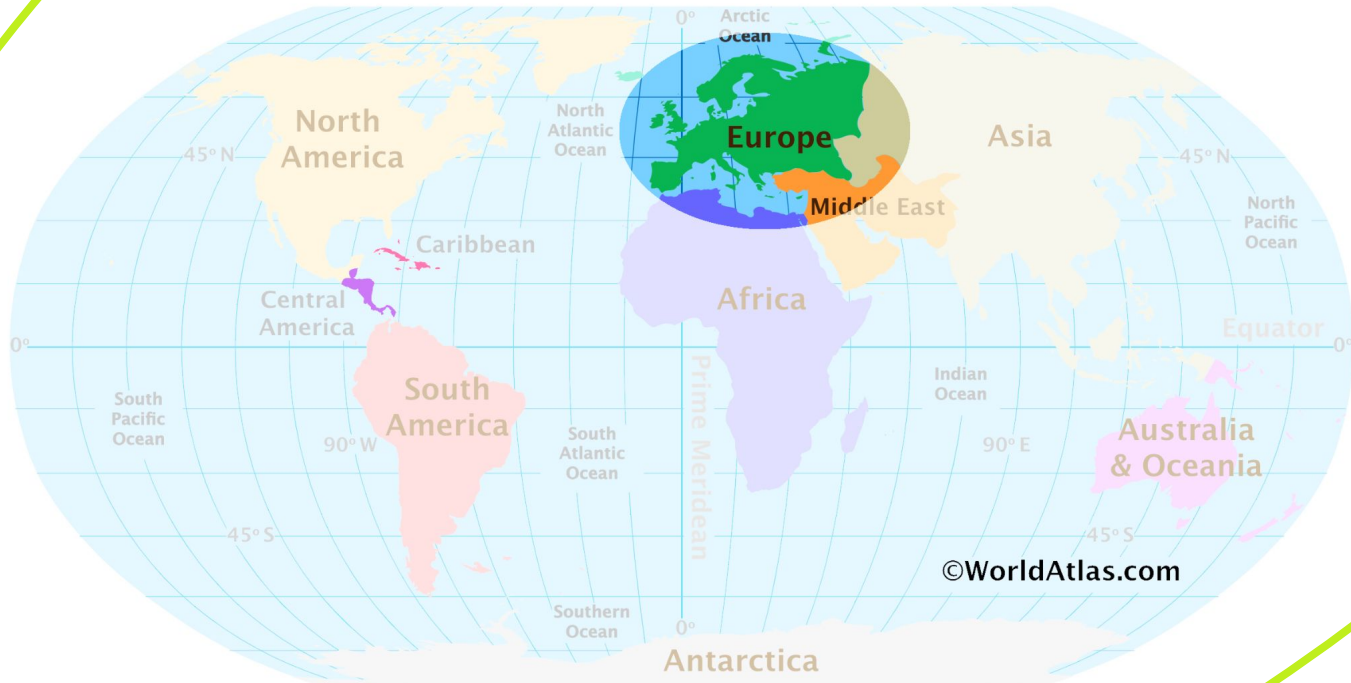 0°
Arctic
Ocean
North
America
North
Atlantic
Ocean
Europe
Asia
45° N
45° N
Middle East
North
Pacific
Ocean
Caribbean
Central
America
Africa
Equator
0°
0°
South
Pacific
Ocean
South
America
Prime Meridean
Indian
Ocean
90° W
South
Atlantic
Ocean
90° E
Australia
& Oceania
45° S
45° S
©WorldAtlas.com
Southern
Ocean
0°
Antarctica